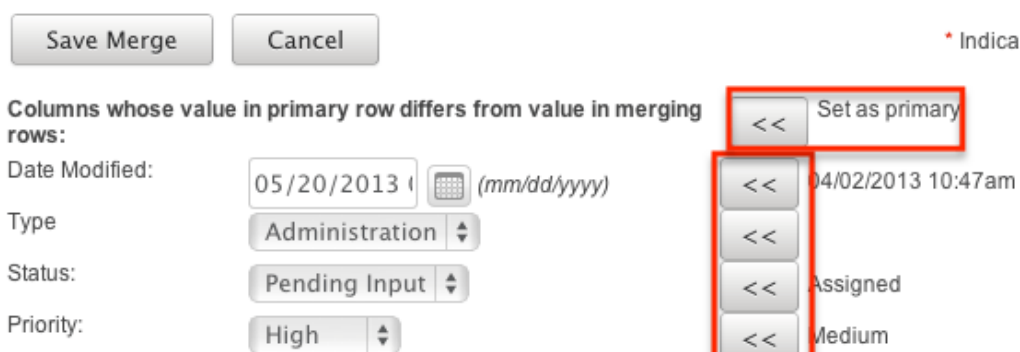 Save Merge Cancel * Indica
Columns whose value in primary row differs from value in merging
rows: << Set as primary
Date Modified: 05/20/2013 (mm/dd/yyyy) << 04/02/2013 10:47am
Type Administration <<
Status: Pending Input << Assigned
Priority: High << Medium